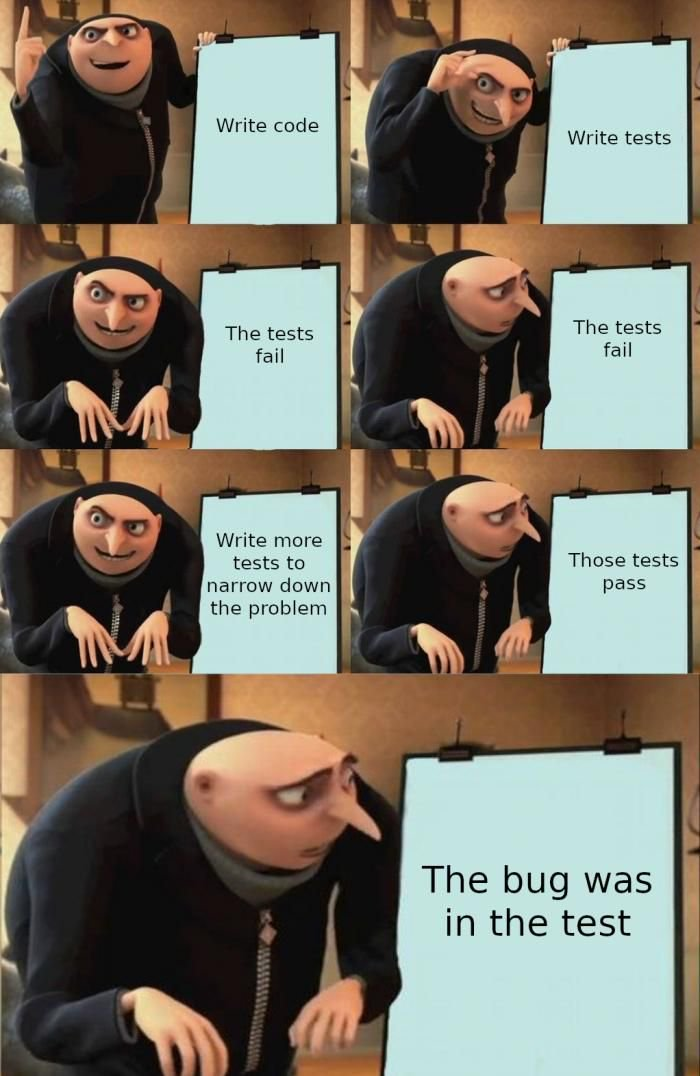 Write code
Write tests
The tests
fail
The tests
fail
Write more
tests to
narrow down
the problem
Those tests
pass
The bug was
in the test